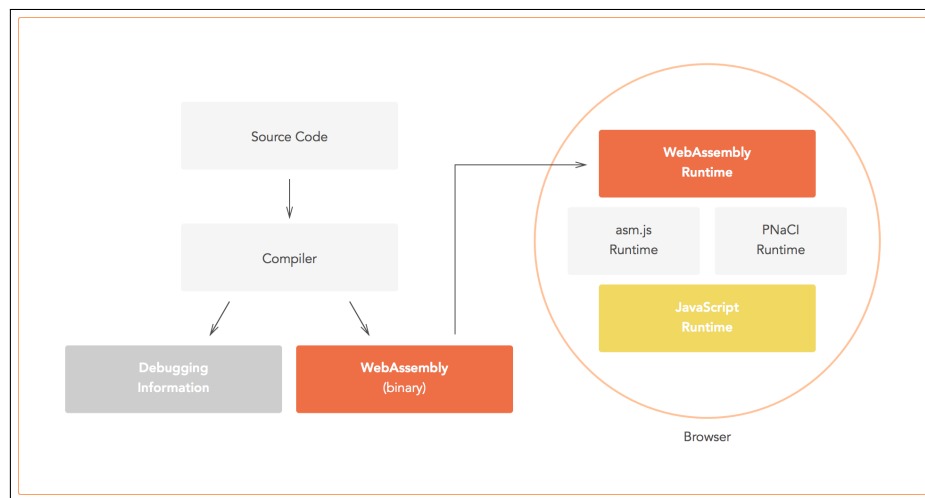 Source Code
Compiler
Debugging
Information
WebAssembly
(binary)
WebAssembly
Runtime
asm.js
Runtime
PNaCl
Runtime
JavaScript
Runtime
Browser